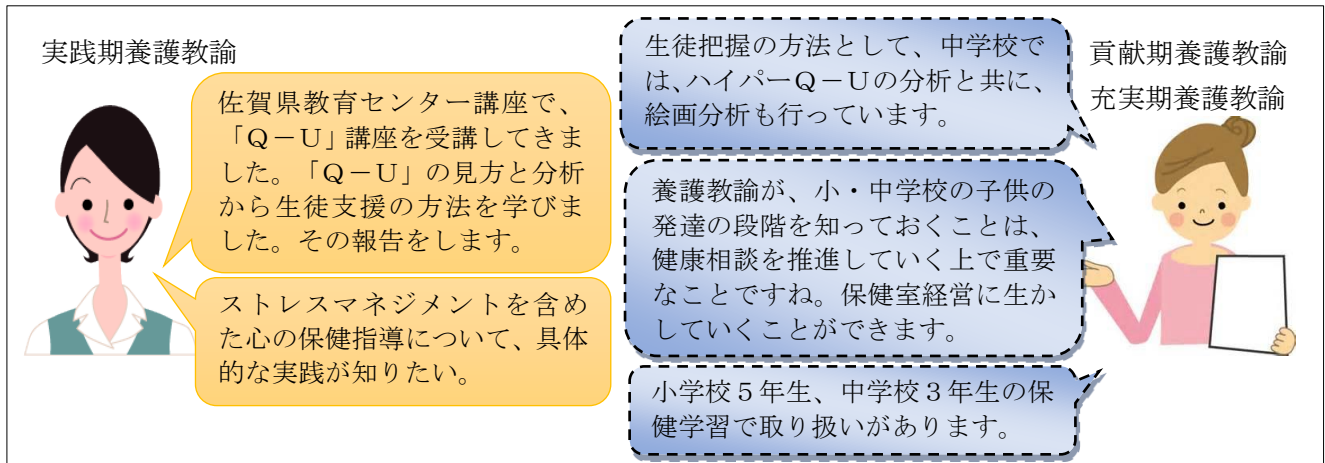 実践期養護教諭
佐賀県教育センター講座で、
「Q-U」講座を受講してきま
した。「Q-U」の見方と分析
から生徒支援の方法を学びま
した。その報告をします。
ストレスマネジメントを含め
た心の保健指導について、具体
的な実践が知りたい。
生徒把握の方法として、中学校で
は、ハイパーQ-Uの分析と共に、
絵画分析も行っています。
養護教諭が、小・中学校の子供の
発達の段階を知っておくことは、
健康相談を推進していく上で重要
なことですね。保健室経営に生か
していくことができます。
小学校5年生、中学校3年生の保
健学習で取り扱いがあります。
貢献期養護教諭
充実期養護教諭